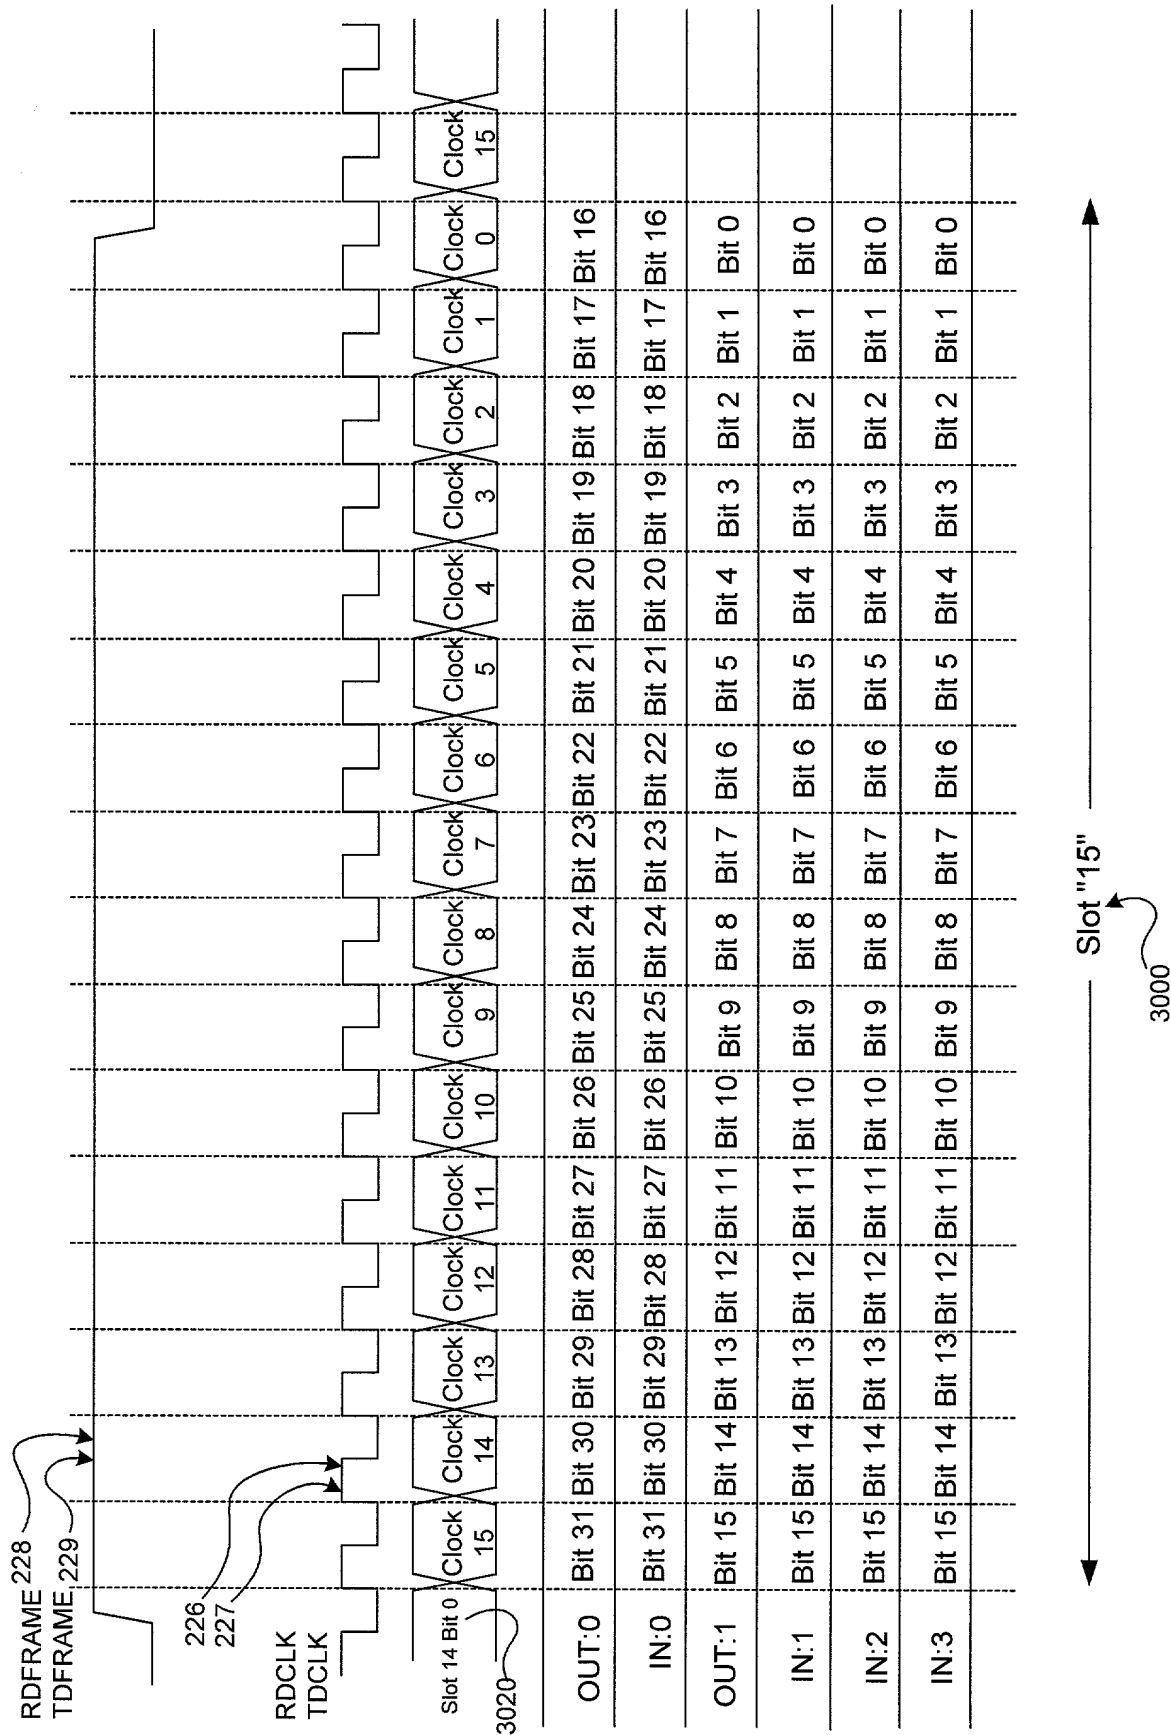 RDFRAME 228
TDFRAME 229
226
227
RDCLK
TDCLK
Slot 14 Bit 0 Clock 15 Clock 14 Clock 13 Clock 12 Clock 11 Clock 10 Clock 9 Clock 8 Clock 7 Clock 6 Clock 5 Clock 4 Clock 3 Clock 2 Clock 1 Clock 0 Clock 15
3020
OUT:0 Bit 31 Bit 30 Bit 29 Bit 28 Bit 27 Bit 26 Bit 25 Bit 24 Bit 23 Bit 22 Bit 21 Bit 20 Bit 19 Bit 18 Bit 17 Bit 16
IN:0 Bit 31 Bit 30 Bit 29 Bit 28 Bit 27 Bit 26 Bit 25 Bit 24 Bit 23 Bit 22 Bit 21 Bit 20 Bit 19 Bit 18 Bit 17 Bit 16
OUT:1 Bit 15 Bit 14 Bit 13 Bit 12 Bit 11 Bit 10 Bit 9 Bit 8 Bit 7 Bit 6 Bit 5 Bit 4 Bit 3 Bit 2 Bit 1 Bit 0
IN:1 Bit 15 Bit 14 Bit 13 Bit 12 Bit 11 Bit 10 Bit 9 Bit 8 Bit 7 Bit 6 Bit 5 Bit 4 Bit 3 Bit 2 Bit 1 Bit 0
IN:2 Bit 15 Bit 14 Bit 13 Bit 12 Bit 11 Bit 10 Bit 9 Bit 8 Bit 7 Bit 6 Bit 5 Bit 4 Bit 3 Bit 2 Bit 1 Bit 0
IN:3 Bit 15 Bit 14 Bit 13 Bit 12 Bit 11 Bit 10 Bit 9 Bit 8 Bit 7 Bit 6 Bit 5 Bit 4 Bit 3 Bit 2 Bit 1 Bit 0
Slot "15"
3000